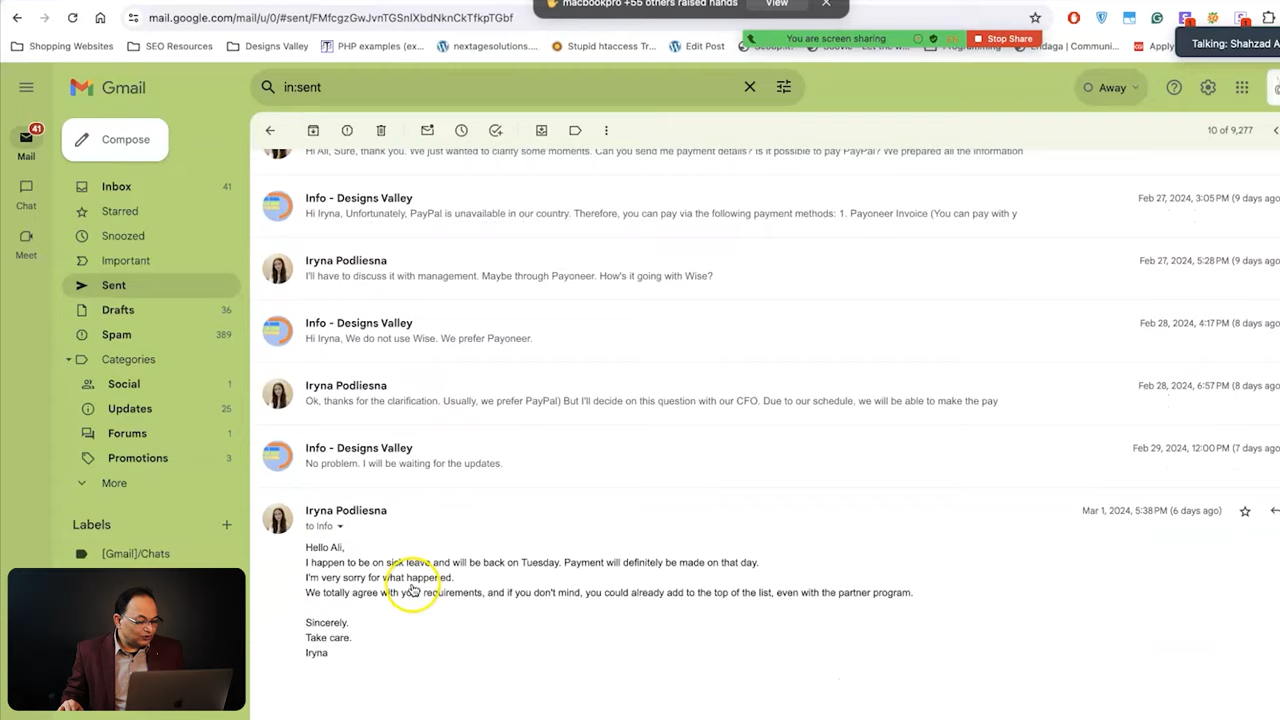 macbookpro +55 others raised hands View
mail.google.com/mail/u/0/#sent/FMfcgzGwJvnTGSnlXbdNknCkTfkpTGbf
You are screen sharing Stop Share
Shopping Websites SEO Resources Designs Valley PHP examples (ex... nextagesolutions.... Stupid htaccess Tr... Edit Post
Communi... Apply
Talking: Shahzad A
Gmail
in:sent
Away
Compose
10 of 9,277
41
Mail
Chat
Meet
Inbox 41
Starred
Snoozed
Important
Sent
Drafts 36
Spam 389
Categories
Social 1
Updates 25
Forums 1
Promotions 3
More
Labels
[Gmail]/Chats
Hi Ali, Sure, thank you. We just wanted to clarify some moments. Can you send me payment details? Is it possible to pay PayPal? We prepared all the information
Info - Designs Valley Feb 27, 2024, 3:05 PM (9 days ago
Hi Iryna, Unfortunately, PayPal is unavailable in our country. Therefore, you can pay via the following payment methods: 1. Payoneer Invoice (You can pay with y
Iryna Podliesna Feb 27, 2024, 5:28 PM (9 days ago
I'll have to discuss it with management. Maybe through Payoneer. How's it going with Wise?
Info - Designs Valley Feb 28, 2024, 4:17 PM (8 days ago
Hi Iryna, We do not use Wise. We prefer Payoneer.
Iryna Podliesna Feb 28, 2024, 6:57 PM (8 days ago
Ok, thanks for the clarification. Usually, we prefer PayPal) But I'll decide on this question with our CFO. Due to our schedule, we will be able to make the pay
Info - Designs Valley Feb 29, 2024, 12:00 PM (7 days ago
No problem. I will be waiting for the updates.
Iryna Podliesna Mar 1, 2024, 5:38 PM (6 days ago)
to Info
Hello Ali,
I happen to be on sick leave and will be back on Tuesday. Payment will definitely be made on that day.
I'm very sorry for what happened.
We totally agree with your requirements, and if you don't mind, you could already add to the top of the list, even with the partner program.
Sincerely.
Take care.
Iryna